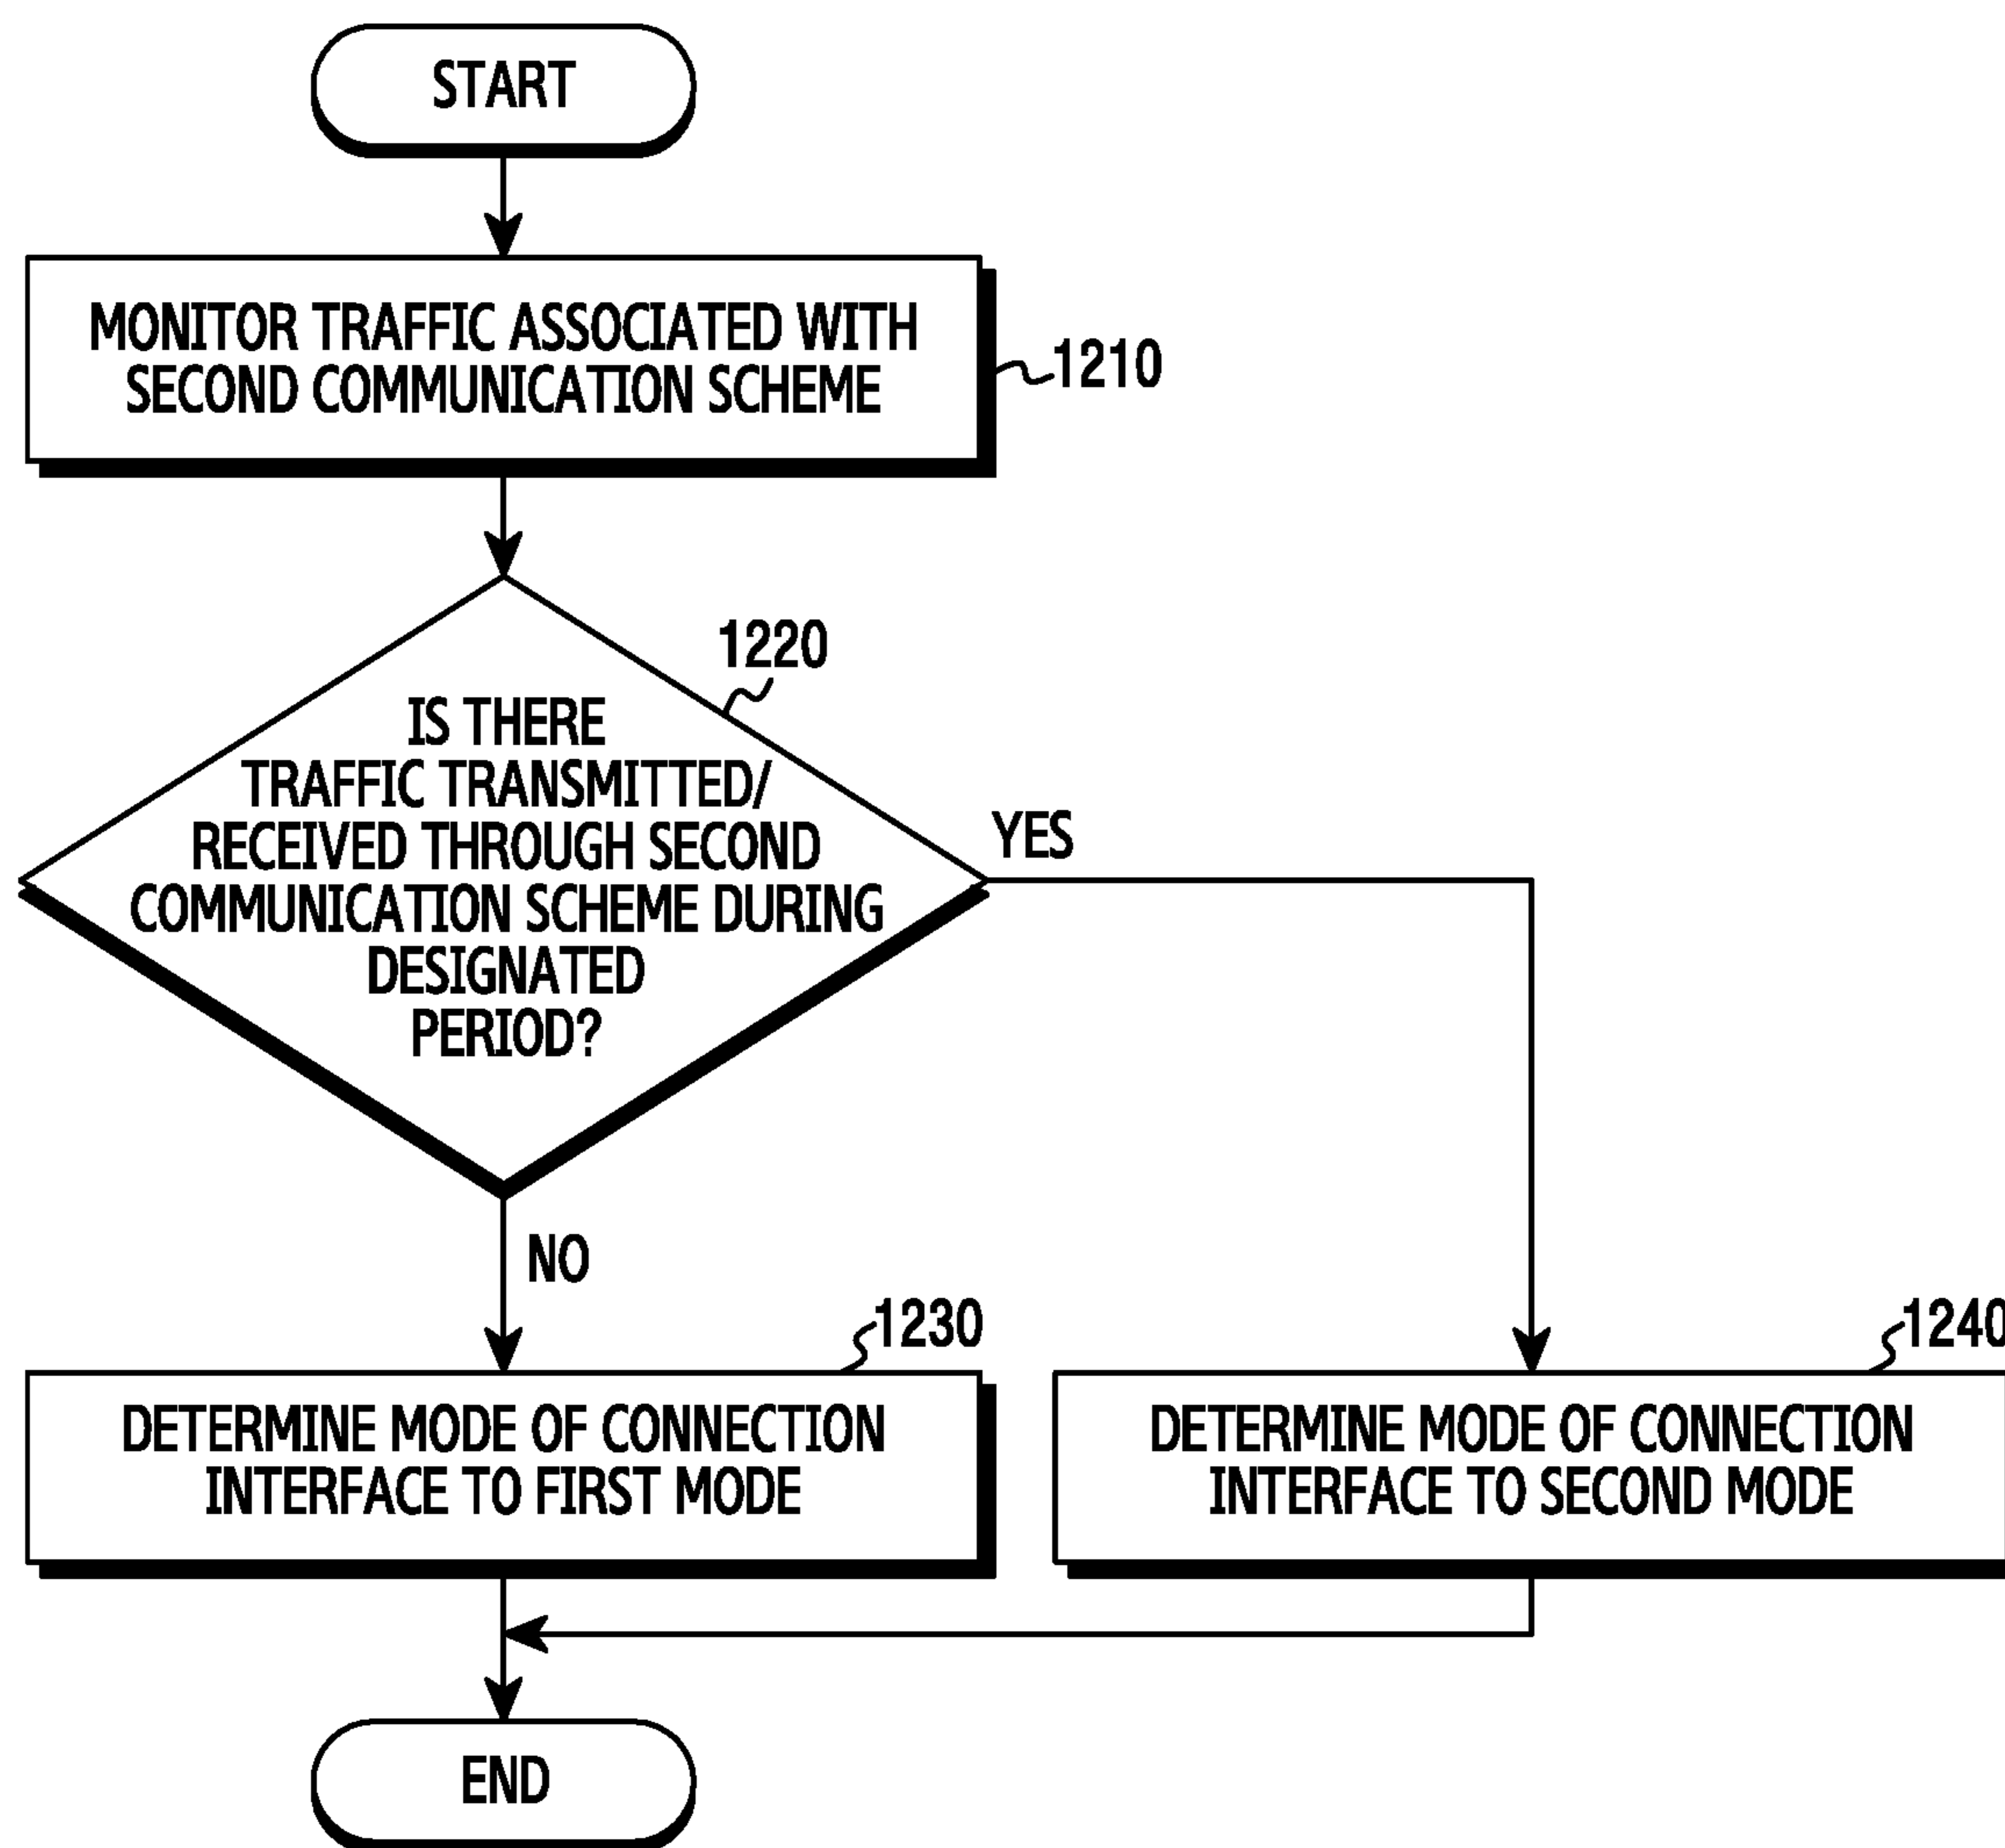 START
MONITOR TRAFFIC ASSOCIATED WITH
SECOND COMMUNICATION SCHEME
1210
1220
IS THERE
TRAFFIC TRANSMITTED/
RECEIVED THROUGH SECOND
COMMUNICATION SCHEME DURING
DESIGNATED
PERIOD?
YES
NO
1230
DETERMINE MODE OF CONNECTION
INTERFACE TO FIRST MODE
1240
DETERMINE MODE OF CONNECTION
INTERFACE TO SECOND MODE
END